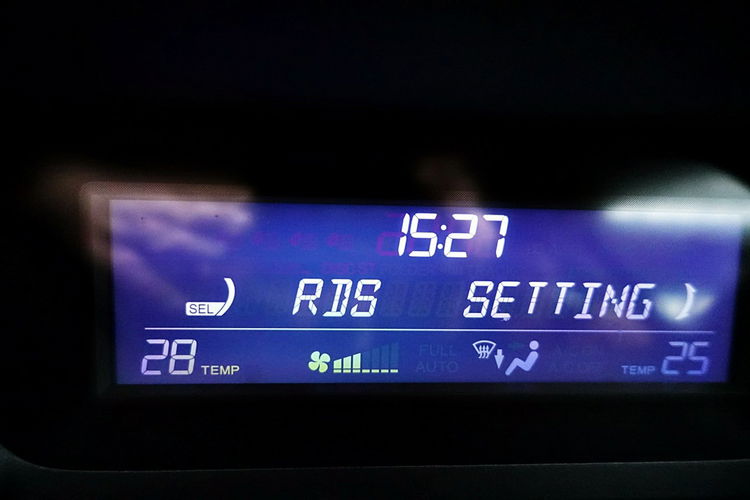 15:27
SEL RDS SETTING
28 TEMP FULL AUTO TEMP 25